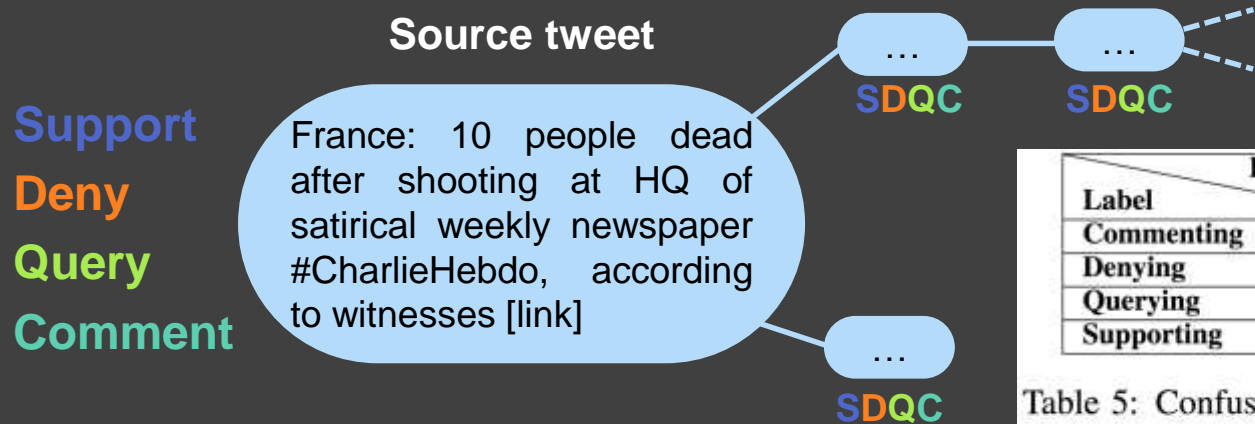 Source tweet
Support
Deny
Query
Comment
France: 10 people dead
after shooting at HQ of
satirical weekly newspaper
#CharlieHebdo, according
to witnesses [link]
...
SDQC
...
SDQC
...
SDQC
Label
Commenting
Denying
Querying
Supporting
Table 5: